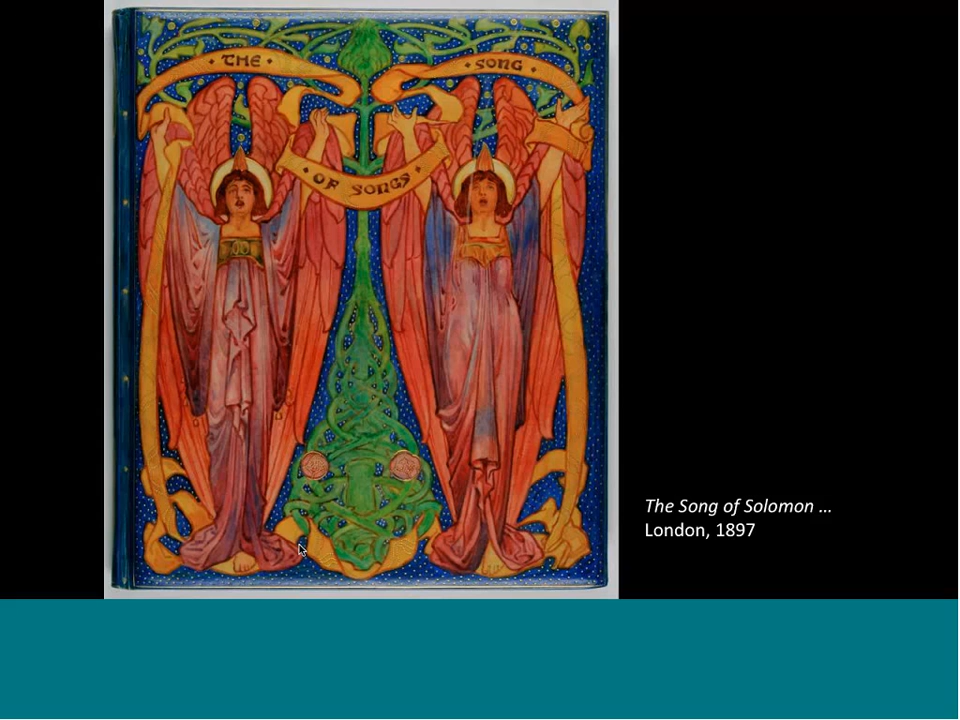 • THE •
• SONG •
• OF SONGS •
The Song of Solomon ...
London, 1897